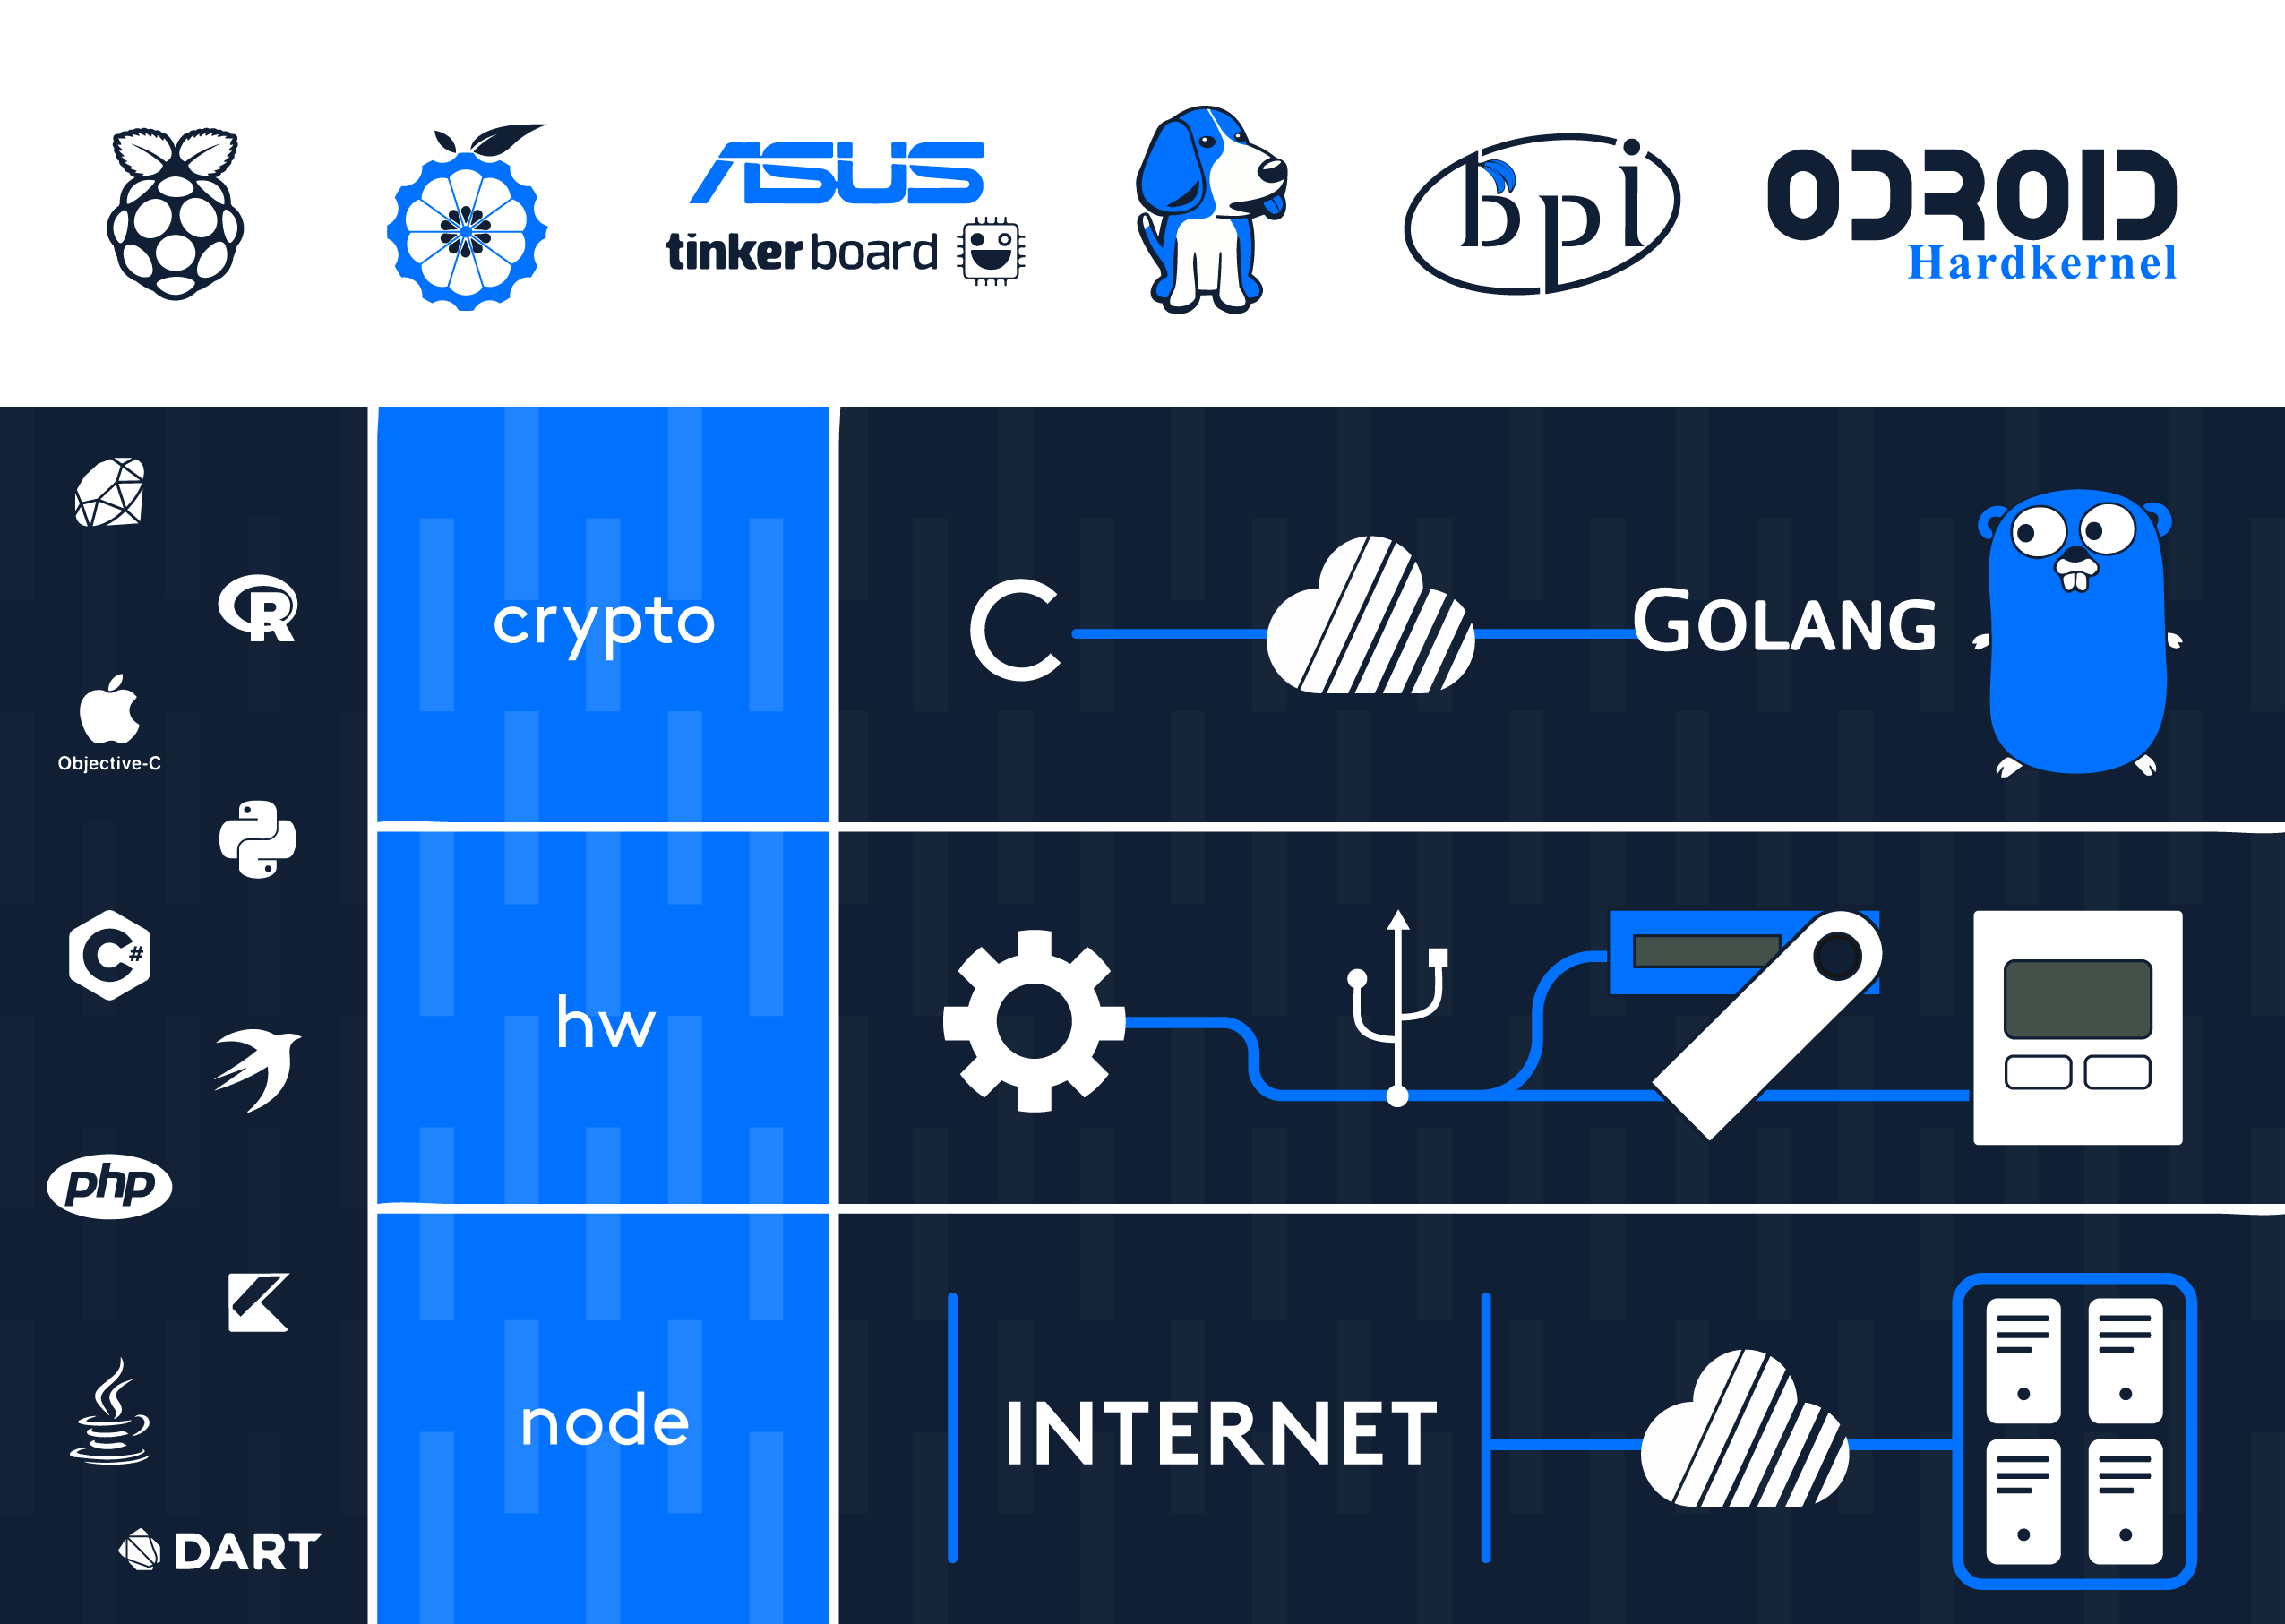 ASUS
tinker board
bpi
ODROID
Hardkernel
R
Objective-C
C#
php
DART
crypto
C
GOLANG
hw
node
INTERNET